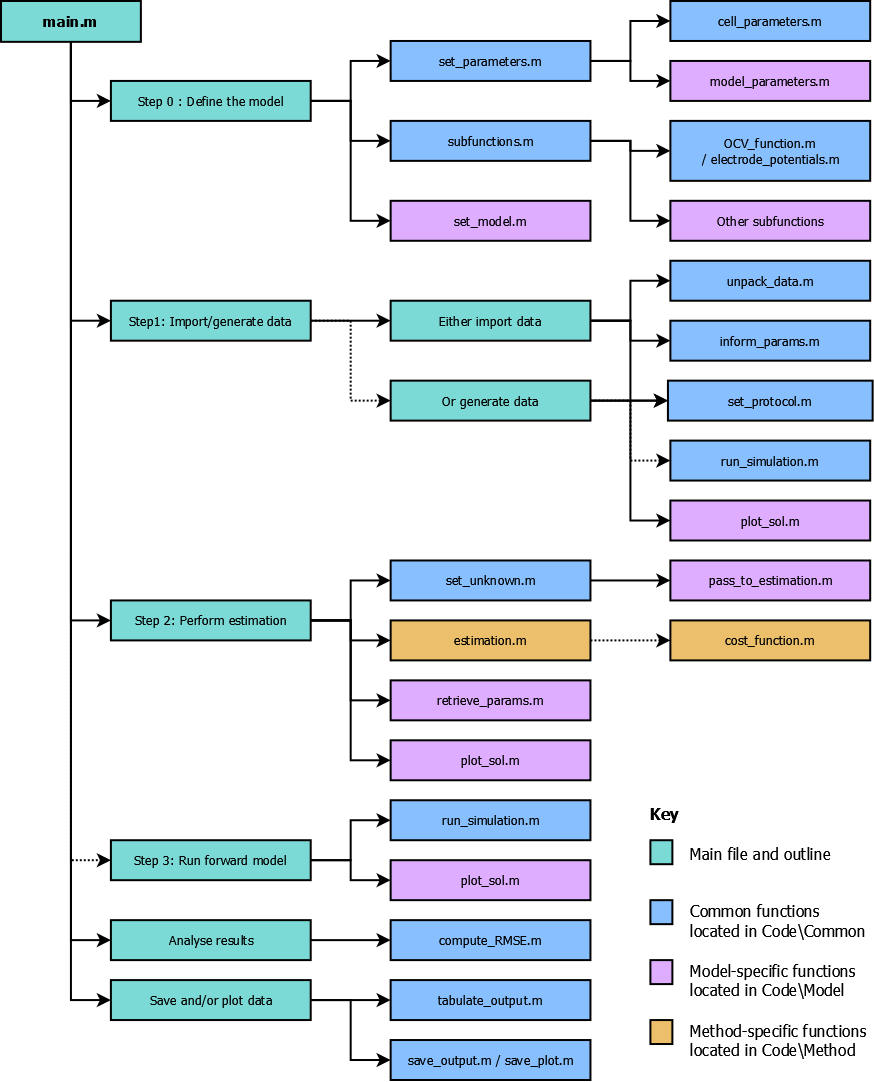 main.m
cell_parameters.m
set_parameters.m
model_parameters.m
Step 0 : Define the model
subfunctions.m
OCV_function.m
/ electrode_potentials.m
set_model.m
Other subfunctions
unpack_data.m
Step1: Import/generate data
Either import data
inform_params.m
Or generate data
set_protocol.m
run_simulation.m
plot_sol.m
set_unknown.m
pass_to_estimation.m
Step 2: Perform estimation
estimation.m
cost_function.m
retrieve_params.m
plot_sol.m
run_simulation.m
Step 3: Run forward model
plot_sol.m
Analyse results
compute_RMSE.m
Save and/or plot data
tabulate_output.m
save_output.m / save_plot.m
Key
Main file and outline
Common functions
located in Code\Common
Model-specific functions
located in Code\Model
Method-specific functions
located in Code\Method